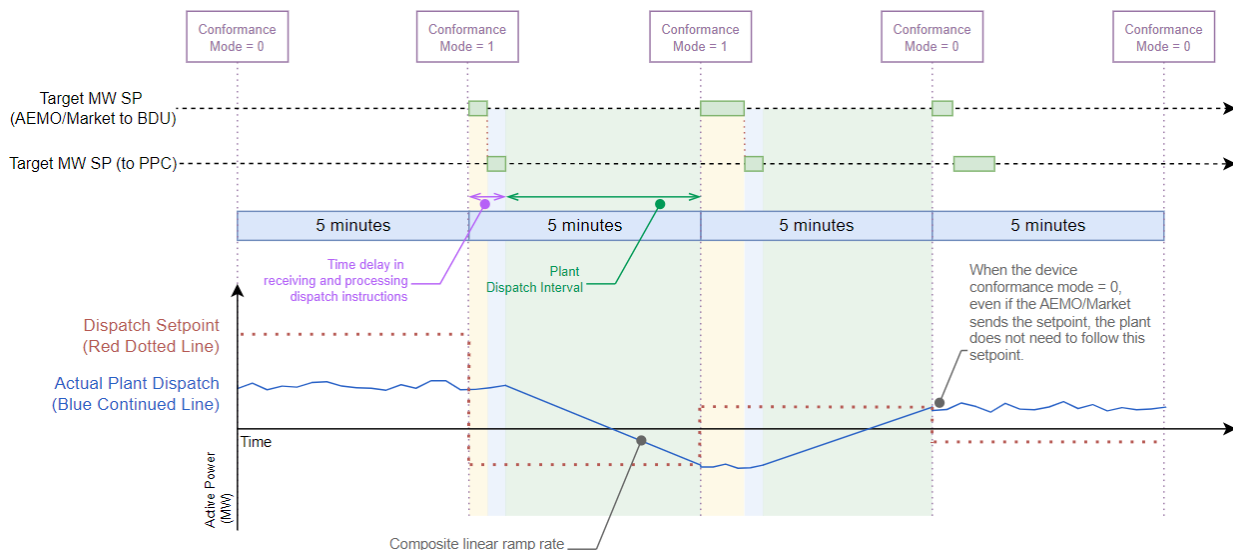 Conformance
Mode = 0
Conformance
Mode = 1
Conformance
Mode = 1
Conformance
Mode = 0
Conformance
Mode = 0
Target MW SP
(AEMO/Market to BDU)
Target MW SP (to PPC)
5 minutes
5 minutes
5 minutes
5 minutes
Time delay in
receiving and processing
dispatch instructions
Plant
Dispatch Interval
When the device
conformance mode = 0,
even if the AEMO/Market
sends the setpoint, the plant
does not need to follow this
setpoint.
Dispatch Setpoint
(Red Dotted Line)
Actual Plant Dispatch
(Blue Continued Line)
Time
Active Power
(MW)
Composite linear ramp rate